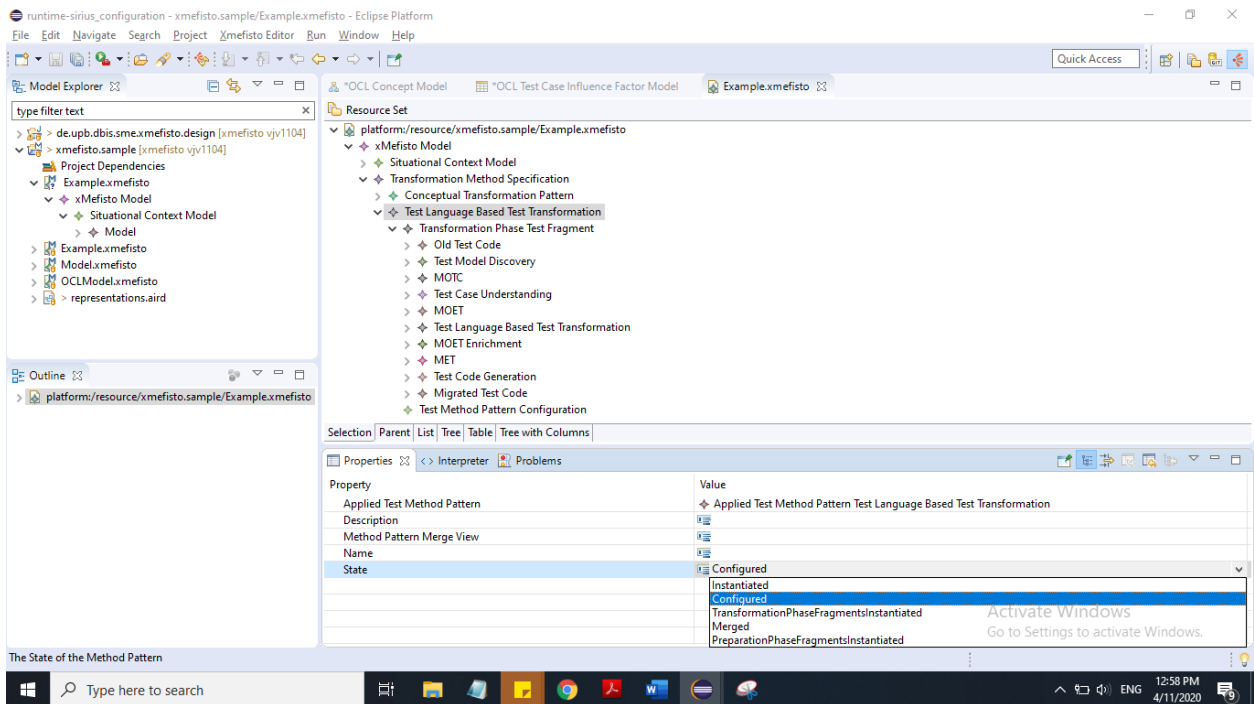 runtime-sirius_configuration - xmefisto.sample/Example.xmefisto - Eclipse Platform
File Edit Navigate Search Project Xmefisto Editor Run Window Help
Quick Access
Model Explorer
type filter text
> de.upb.dbis.sme.xmefisto.design [xmefisto vjv1104]
> xmefisto.sample [xmefisto vjv1104]
Project Dependencies
Example.xmefisto
xMefisto Model
Situational Context Model
Model
Example.xmefisto
Model.xmefisto
OCLModel.xmefisto
> representations.aird
Outline
platform:/resource/xmefisto.sample/Example.xmefisto
*OCL Concept Model *OCL Test Case Influence Factor Model Example.xmefisto
Resource Set
platform:/resource/xmefisto.sample/Example.xmefisto
xMefisto Model
Situational Context Model
Transformation Method Specification
Conceptual Transformation Pattern
Test Language Based Test Transformation
Transformation Phase Test Fragment
Old Test Code
Test Model Discovery
MOTC
Test Case Understanding
MOET
Test Language Based Test Transformation
MOET Enrichment
MET
Test Code Generation
Migrated Test Code
Test Method Pattern Configuration
Selection Parent List Tree Table Tree with Columns
Properties Interpreter Problems
Property Value
Applied Test Method Pattern Applied Test Method Pattern Test Language Based Test Transformation
Description
Method Pattern Merge View
Name
State Configured
Instantiated
Configured
TransformationPhaseFragmentsInstantiated
Merged
PreparationPhaseFragmentsInstantiated
Activate Windows
Go to Settings to activate Windows.
The State of the Method Pattern
Type here to search
ENG
12:58 PM
4/11/2020
9